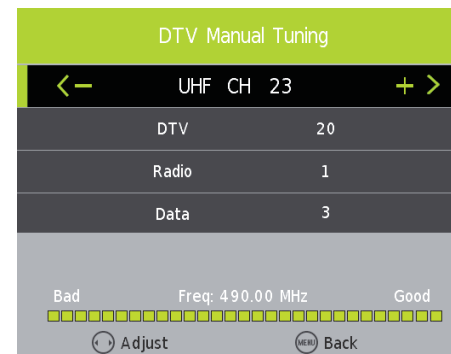 DTV Manual Tuning
UHF CH 23
DTV 20
Radio 1
Data 3
Bad Freq: 490.00 MHz Good
Adjust MENU Back